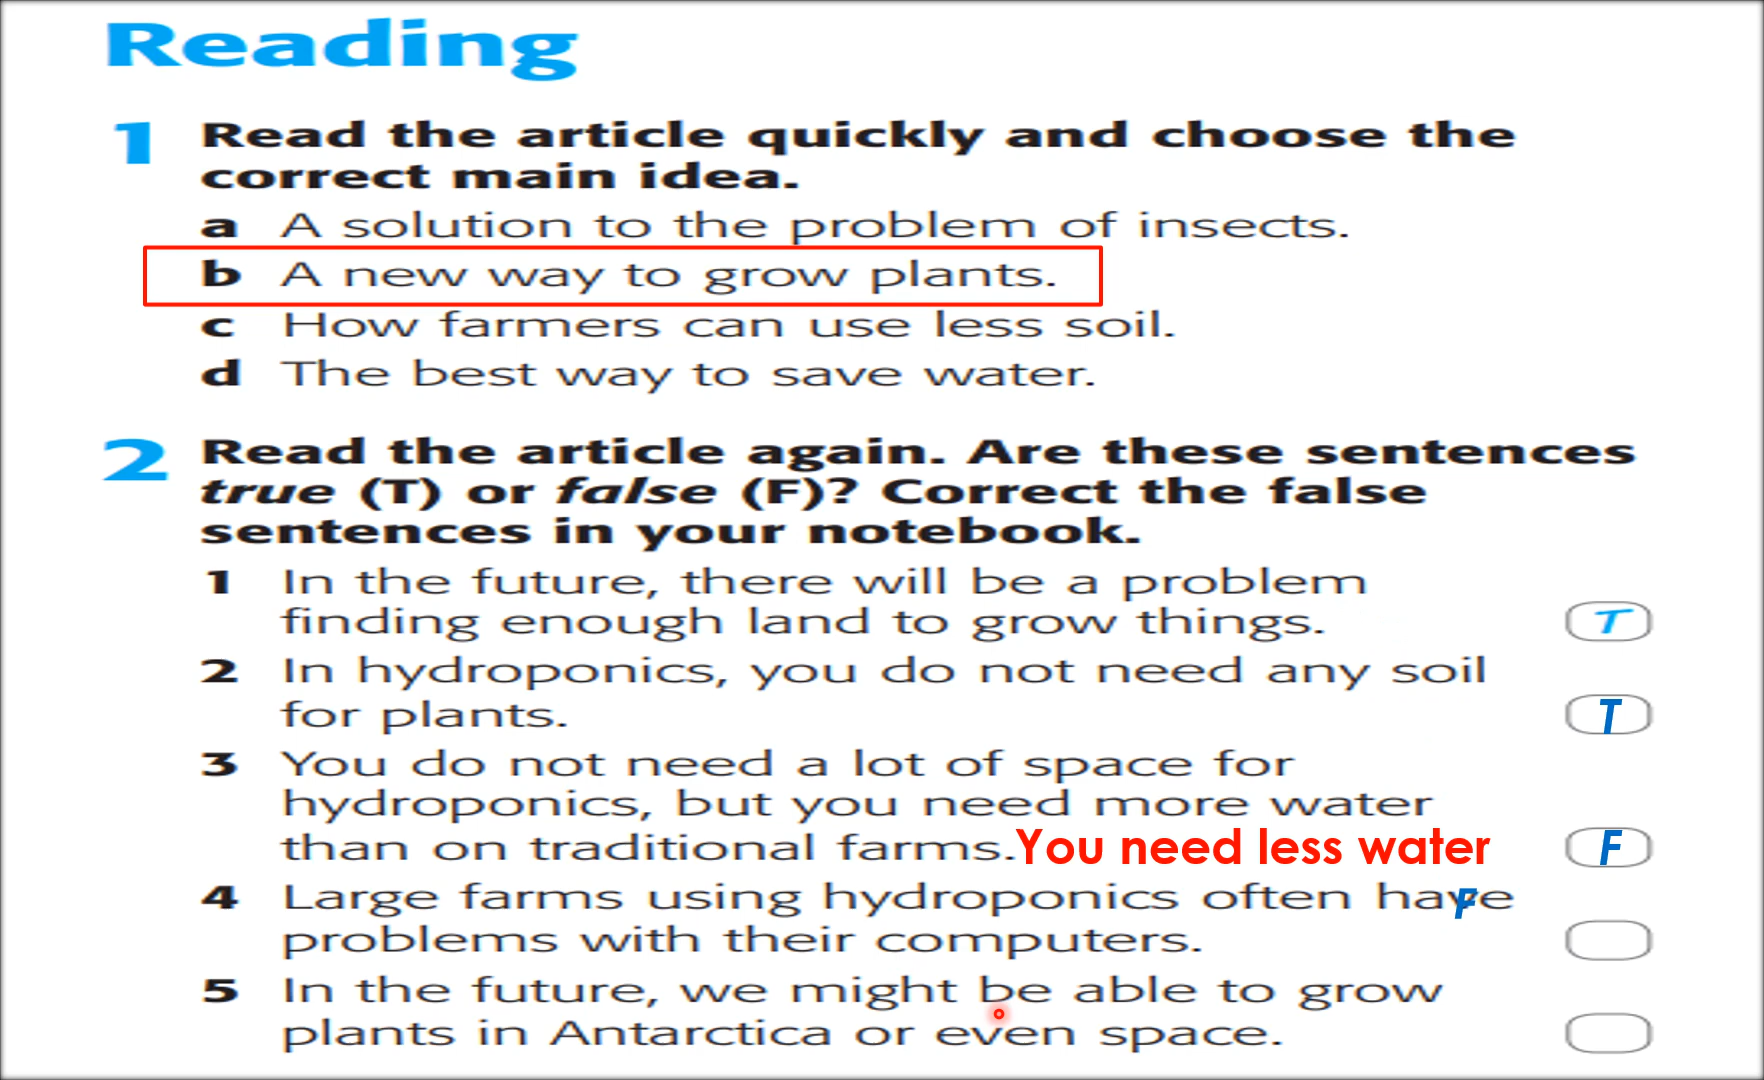 Reading
1 Read the article quickly and choose the
correct main idea.
a A solution to the problem of insects.
b A new way to grow plants.
c How farmers can use less soil.
d The best way to save water.
2 Read the article again. Are these sentences
true (T) or false (F)? Correct the false
sentences in your notebook.
1 In the future, there will be a problem
finding enough land to grow things. T
2 In hydroponics, you do not need any soil
for plants. T
3 You do not need a lot of space for
hydroponics, but you need more water
than on traditional farms. You need less water F
4 Large farms using hydroponics often have F
problems with their computers.
5 In the future, we might be able to grow
plants in Antarctica or even space.